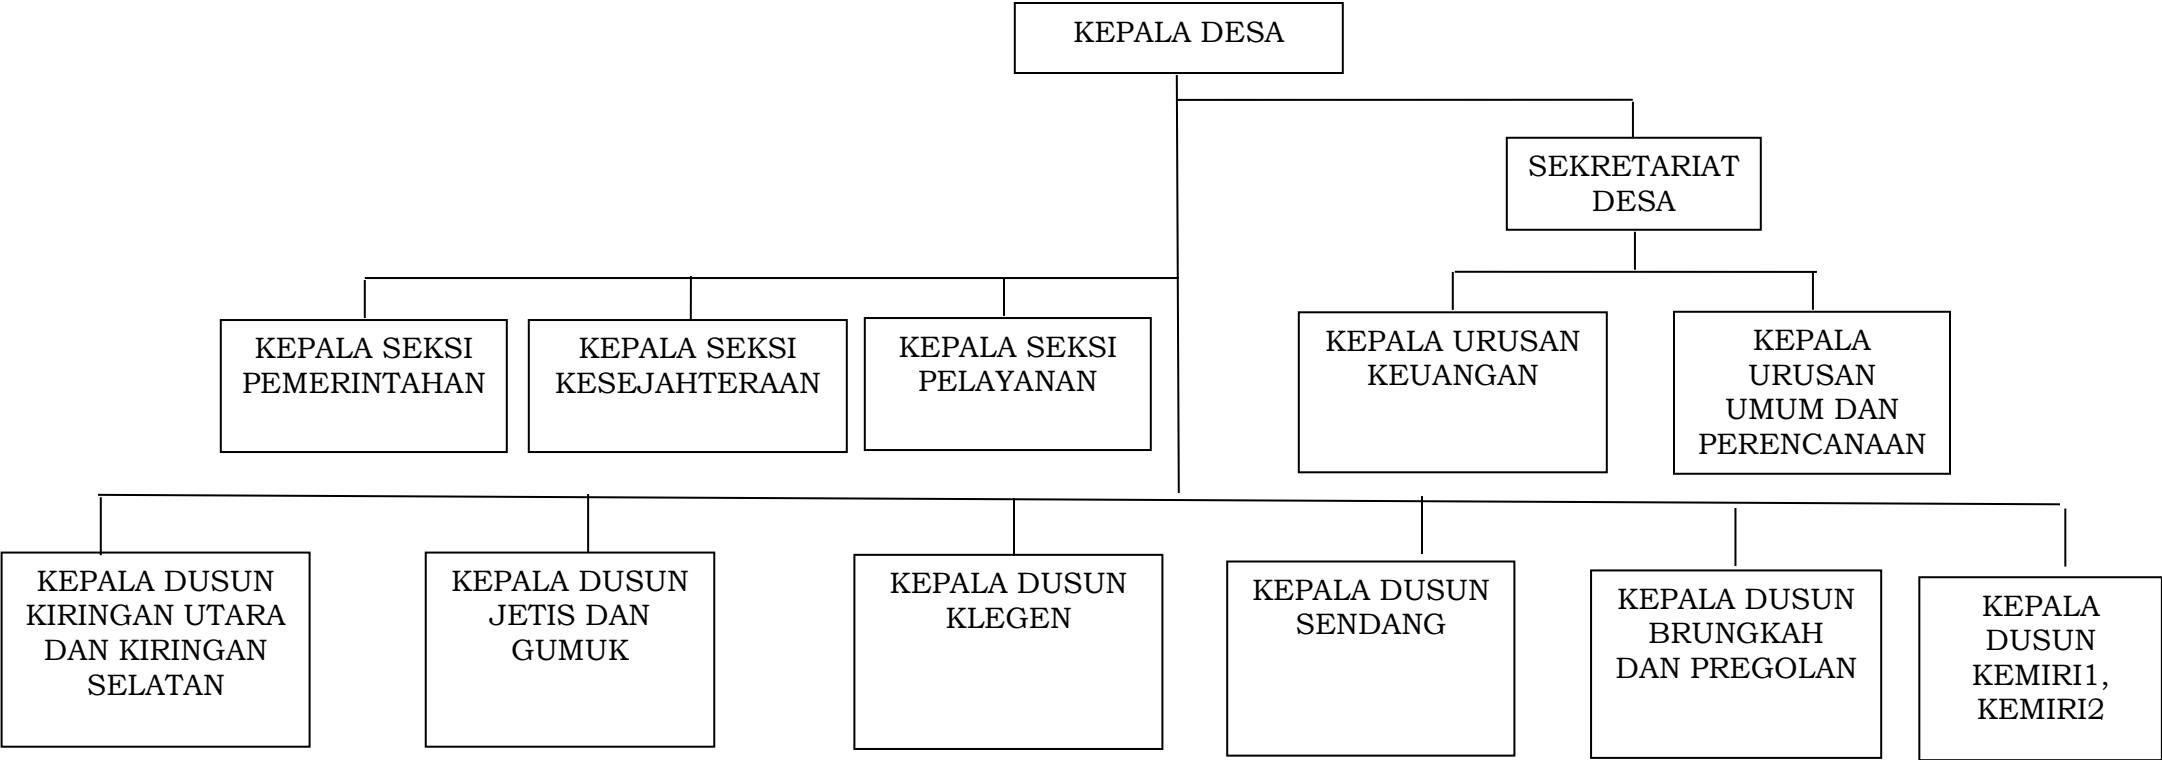 KEPALA DESA
SEKRETARIAT
DESA
KEPALA SEKSI
PEMERINTAHAN
KEPALA SEKSI
KESEJAHTERAAN
KEPALA SEKSI
PELAYANAN
KEPALA URUSAN
KEUANGAN
KEPALA
URUSAN
UMUM DAN
PERENCANAAN
KEPALA DUSUN
KIRINGAN UTARA
DAN KIRINGAN
SELATAN
KEPALA DUSUN
JETIS DAN
GUMUK
KEPALA DUSUN
KLEGEN
KEPALA DUSUN
SENDANG
KEPALA DUSUN
BRUNGKAH
DAN PREGOLAN
KEPALA
DUSUN
KEMIRI1,
KEMIRI2